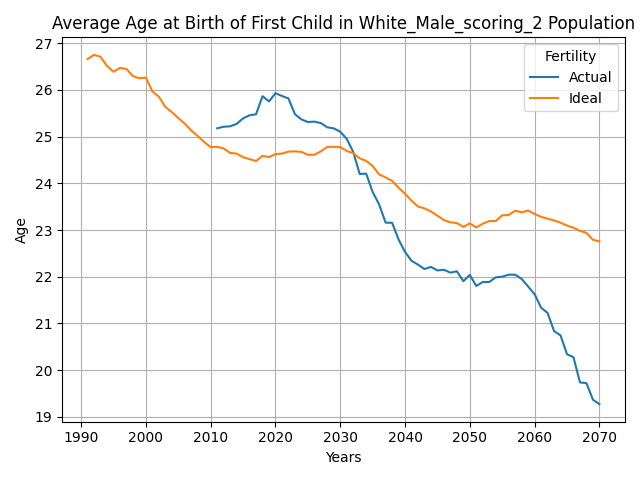 Average Age at Birth of First Child in White_Male_scoring_2 Population
Fertility
Actual
Ideal
27
26
25
24
23
22
21
20
19
Age
1990 2000 2010 2020 2030 2040 2050 2060 2070
Years